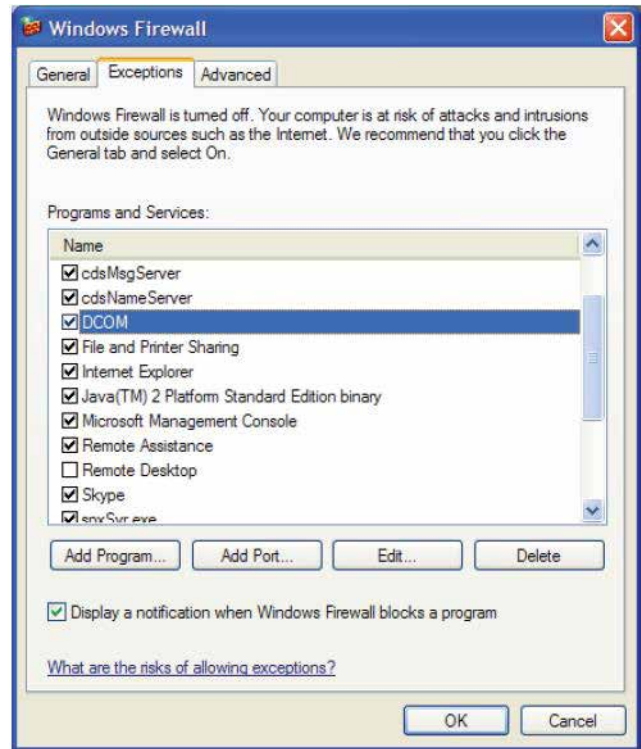 Windows Firewall
General Exceptions Advanced
Windows Firewall is turned off. Your computer is at risk of attacks and intrusions
from outside sources such as the Internet. We recommend that you click the
General tab and select On.
Programs and Services:
Name
cdsMsgServer
cdsNameServer
DCOM
File and Printer Sharing
Internet Explorer
Java(TM) 2 Platform Standard Edition binary
Microsoft Management Console
Remote Assistance
Remote Desktop
Skype
snxSvr.exe
Add Program... Add Port... Edit... Delete
Display a notification when Windows Firewall blocks a program
What are the risks of allowing exceptions?
OK Cancel